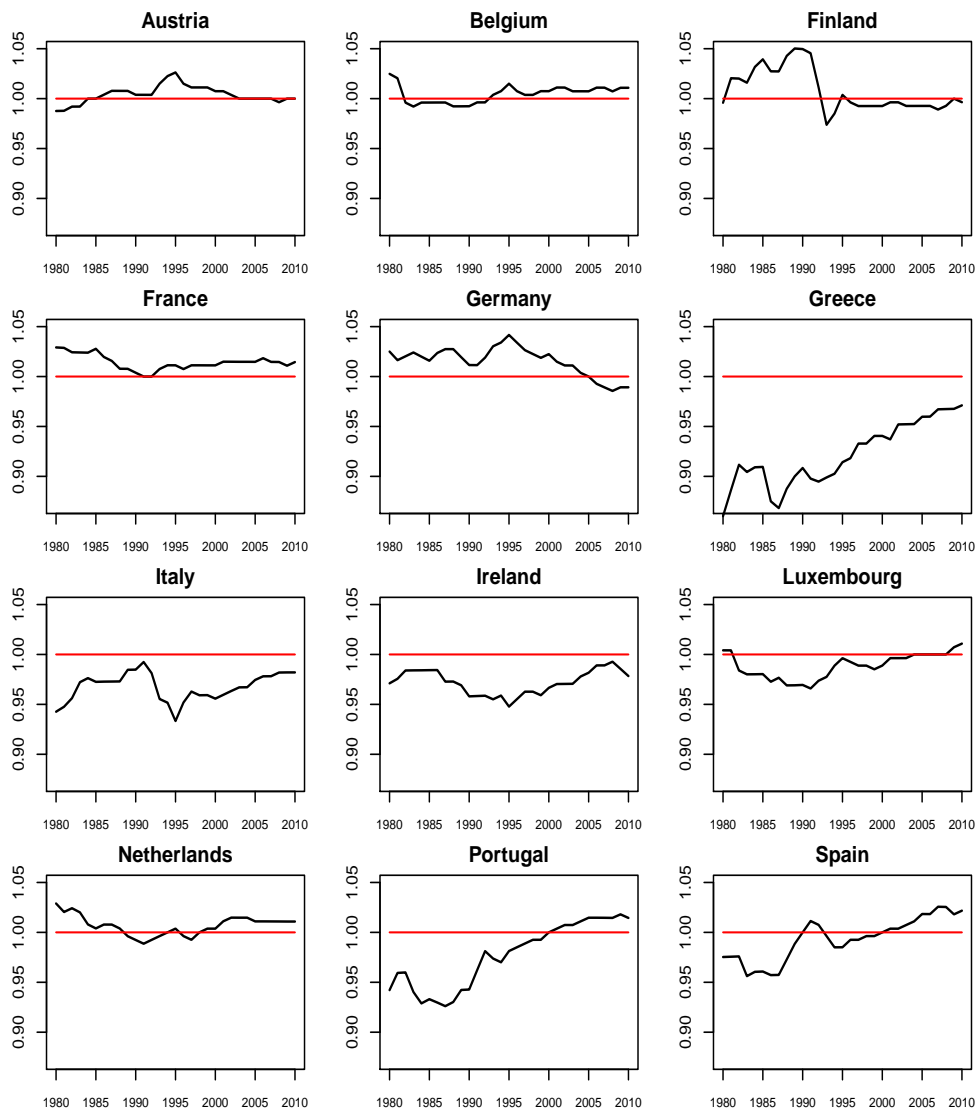 Austria Belgium Finland
0.90 0.95 1.00 1.05 0.90 0.95 1.00 1.05 0.90 0.95 1.00 1.05
1980 1985 1990 1995 2000 2005 2010 1980 1985 1990 1995 2000 2005 2010 1980 1985 1990 1995 2000 2005 2010
France Germany Greece
0.90 0.95 1.00 1.05 0.90 0.95 1.00 1.05 0.90 0.95 1.00 1.05
1980 1985 1990 1995 2000 2005 2010 1980 1985 1990 1995 2000 2005 2010 1980 1985 1990 1995 2000 2005 2010
Italy Ireland Luxembourg
0.90 0.95 1.00 1.05 0.90 0.95 1.00 1.05 0.90 0.95 1.00 1.05
1980 1985 1990 1995 2000 2005 2010 1980 1985 1990 1995 2000 2005 2010 1980 1985 1990 1995 2000 2005 2010
Netherlands Portugal Spain
0.90 0.95 1.00 1.05 0.90 0.95 1.00 1.05 0.90 0.95 1.00 1.05
1980 1985 1990 1995 2000 2005 2010 1980 1985 1990 1995 2000 2005 2010 1980 1985 1990 1995 2000 2005 2010